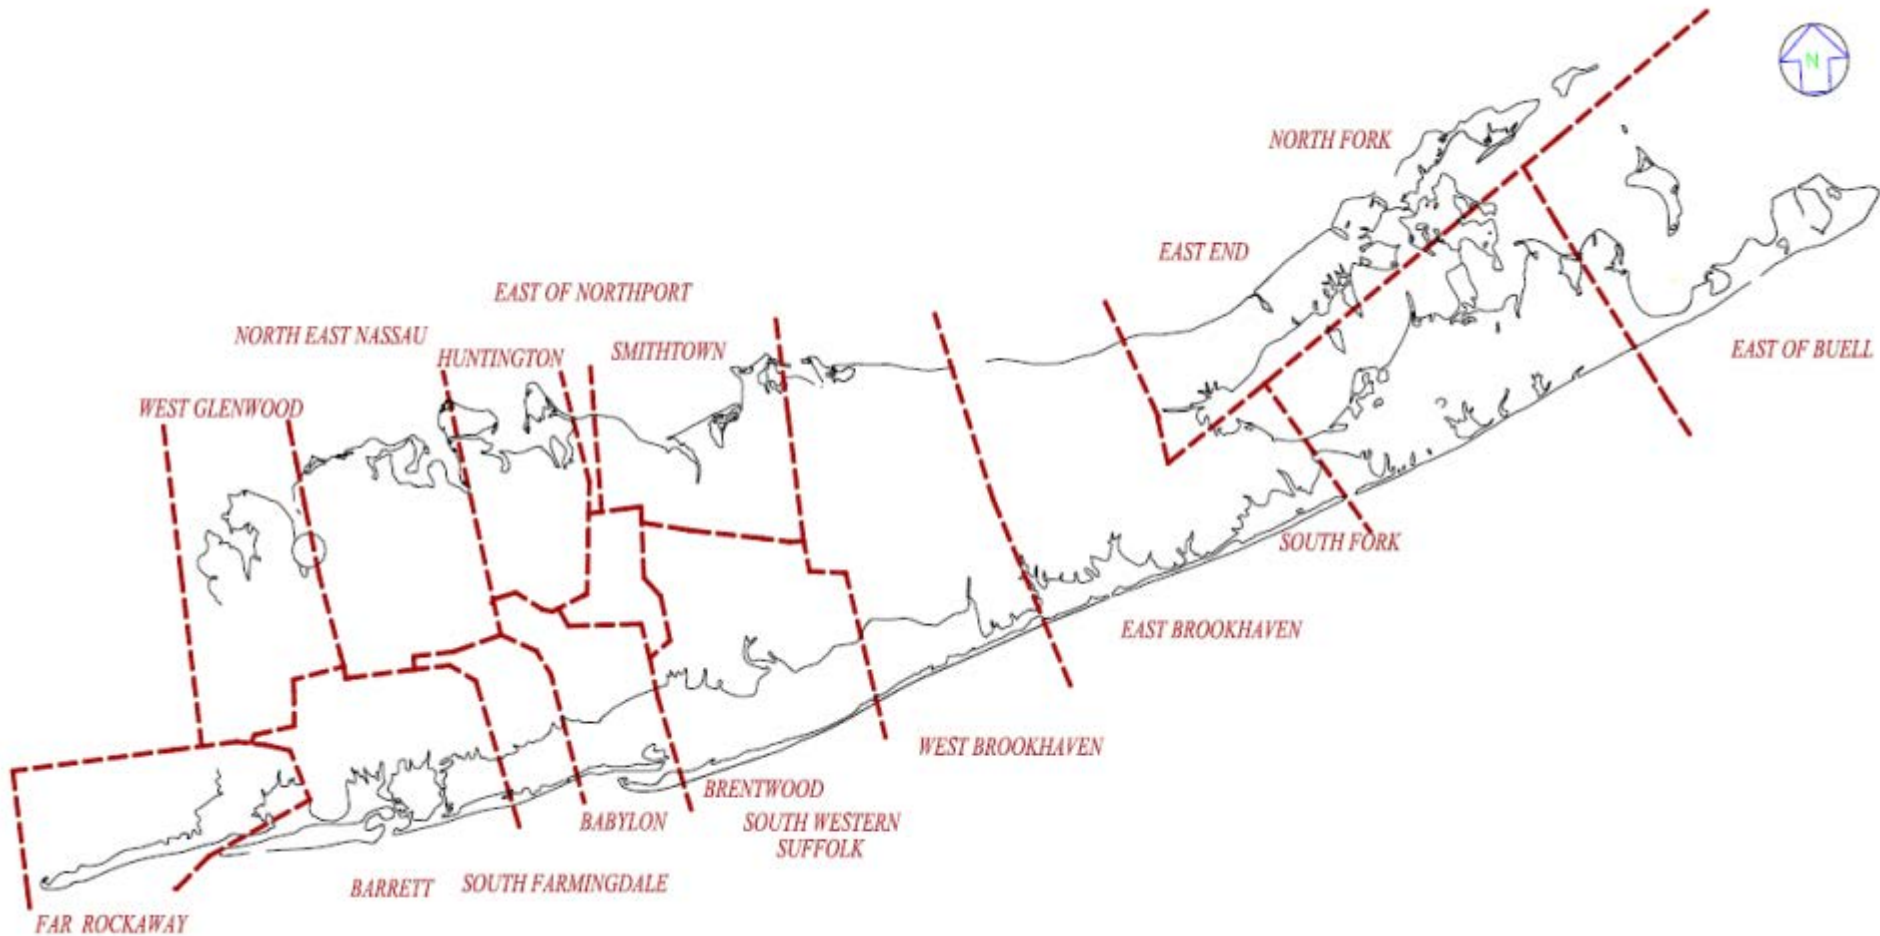 N
NORTH FORK
EAST END
EAST OF NORTHPORT
NORTH EAST NASSAU
HUNTINGTON
SMITHTOWN
EAST OF BUELL
WEST GLENWOOD
SOUTH FORK
EAST BROOKHAVEN
WEST BROOKHAVEN
BRENTWOOD
BABYLON
SOUTH WESTERN
SUFFOLK
BARRETT
SOUTH FARMINGDALE
FAR ROCKAWAY